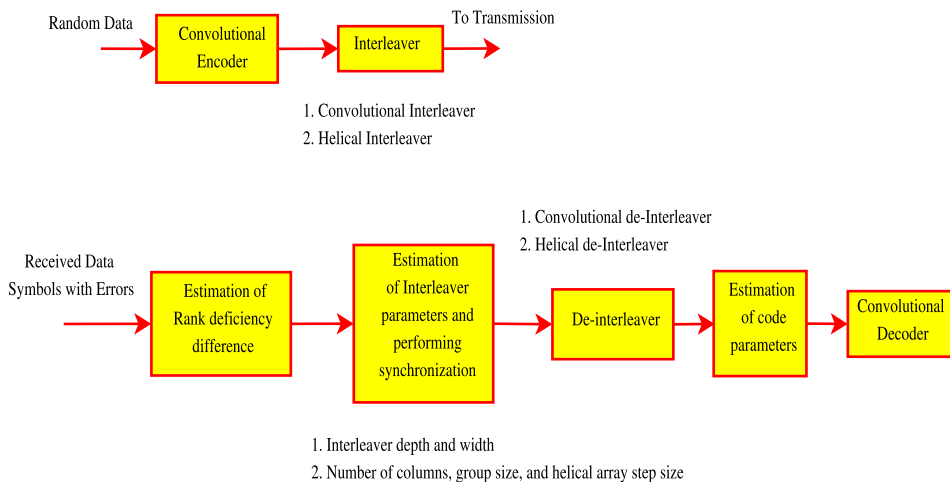 Random Data
Convolutional
Encoder
Interleaver
To Transmission
1. Convolutional Interleaver
2. Helical Interleaver
Received Data
Symbols with Errors
Estimation of
Rank deficiency
difference
Estimation
of Interleaver
parameters and
performing
synchronization
1. Convolutional de-Interleaver
2. Helical de-Interleaver
De-interleaver
Estimation
of code
parameters
Convolutional
Decoder
1. Interleaver depth and width
2. Number of columns, group size, and helical array step size